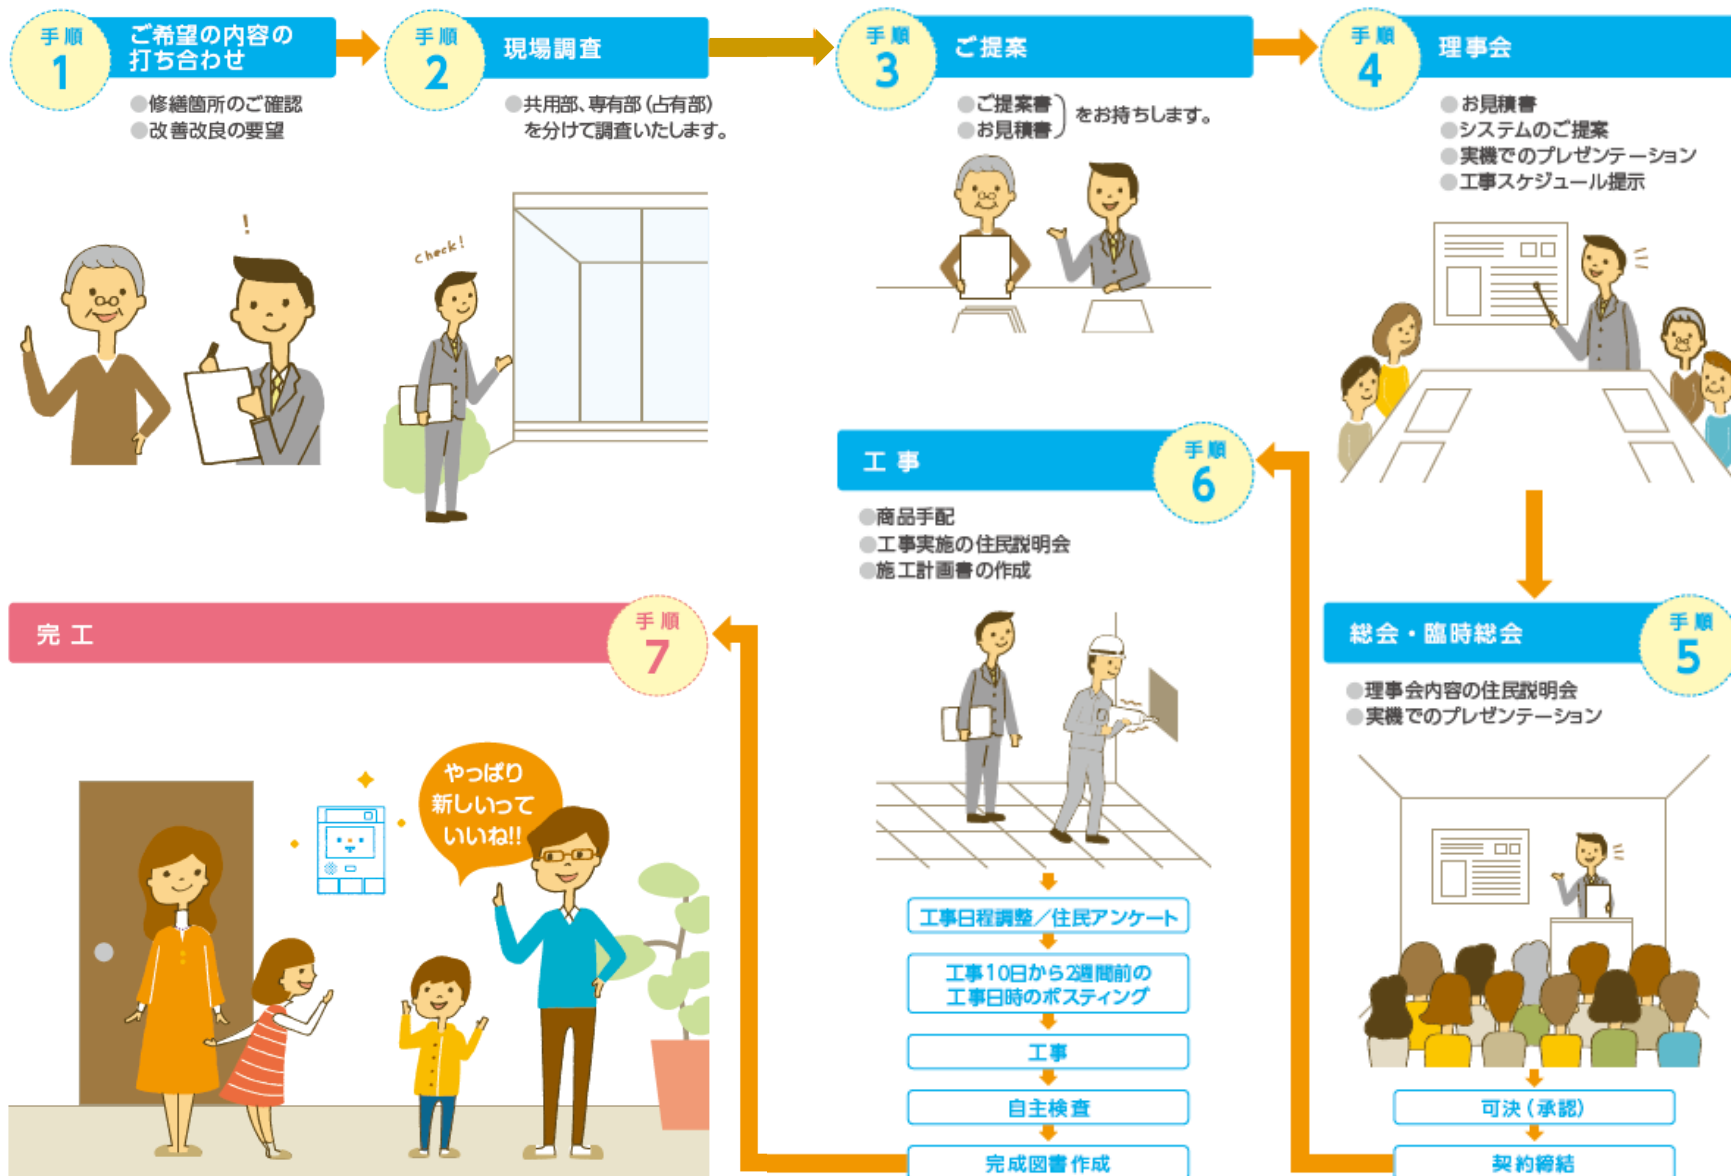 手順
1
ご希望の内容の
打ち合わせ
●修繕箇所のご確認
●改善改良の要望
!
手順
2
現場調査
●共用部、専有部(占有部)
を分けて調査いたします。
check!
手順
3
ご提案
●ご提案書
●お見積書
をお持ちします。
手順
4
理事会
●お見積書
●システムのご提案
●実機でのプレゼンテーション
●工事スケジュール提示
総会・臨時総会
手順
5
●理事会内容の住民説明会
●実機でのプレゼンテーション
可決(承認)
契約締結
工事
手順
6
●商品手配
●工事実施の住民説明会
●施工計画書の作成
工事日程調整/住民アンケート
工事10日から2週間前の
工事日時のポスティング
工事
自主検査
完成図書作成
完工
手順
7
やっぱり
新しいって
いいね!!